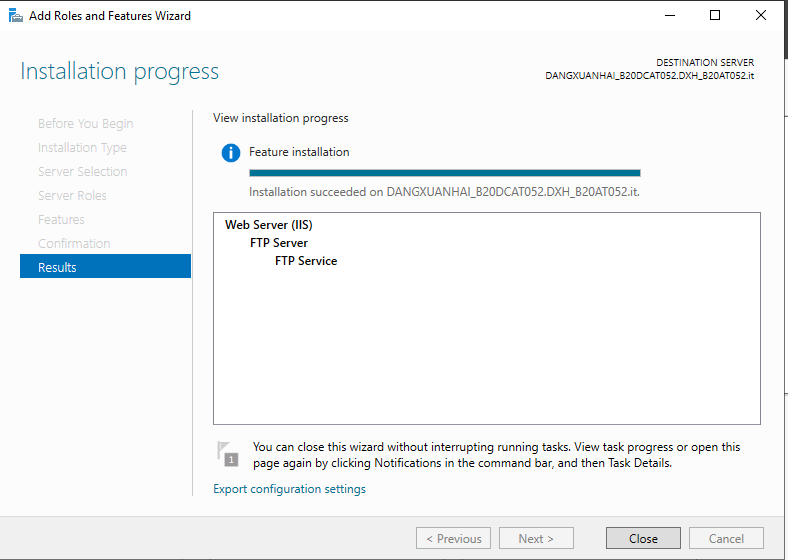 Add Roles and Features Wizard
Installation progress
DESTINATION SERVER
DANGXUANHAI_B20DCAT052.DXH_B20AT052.it
Before You Begin
Installation Type
Server Selection
Server Roles
Features
Confirmation
Results
View installation progress
Feature installation
Installation succeeded on DANGXUANHAI_B20DCAT052.DXH_B20AT052.it.
Web Server (IIS)
FTP Server
FTP Service
1
You can close this wizard without interrupting running tasks. View task progress or open this
page again by clicking Notifications in the command bar, and then Task Details.
Export configuration settings
< Previous
Next >
Close
Cancel